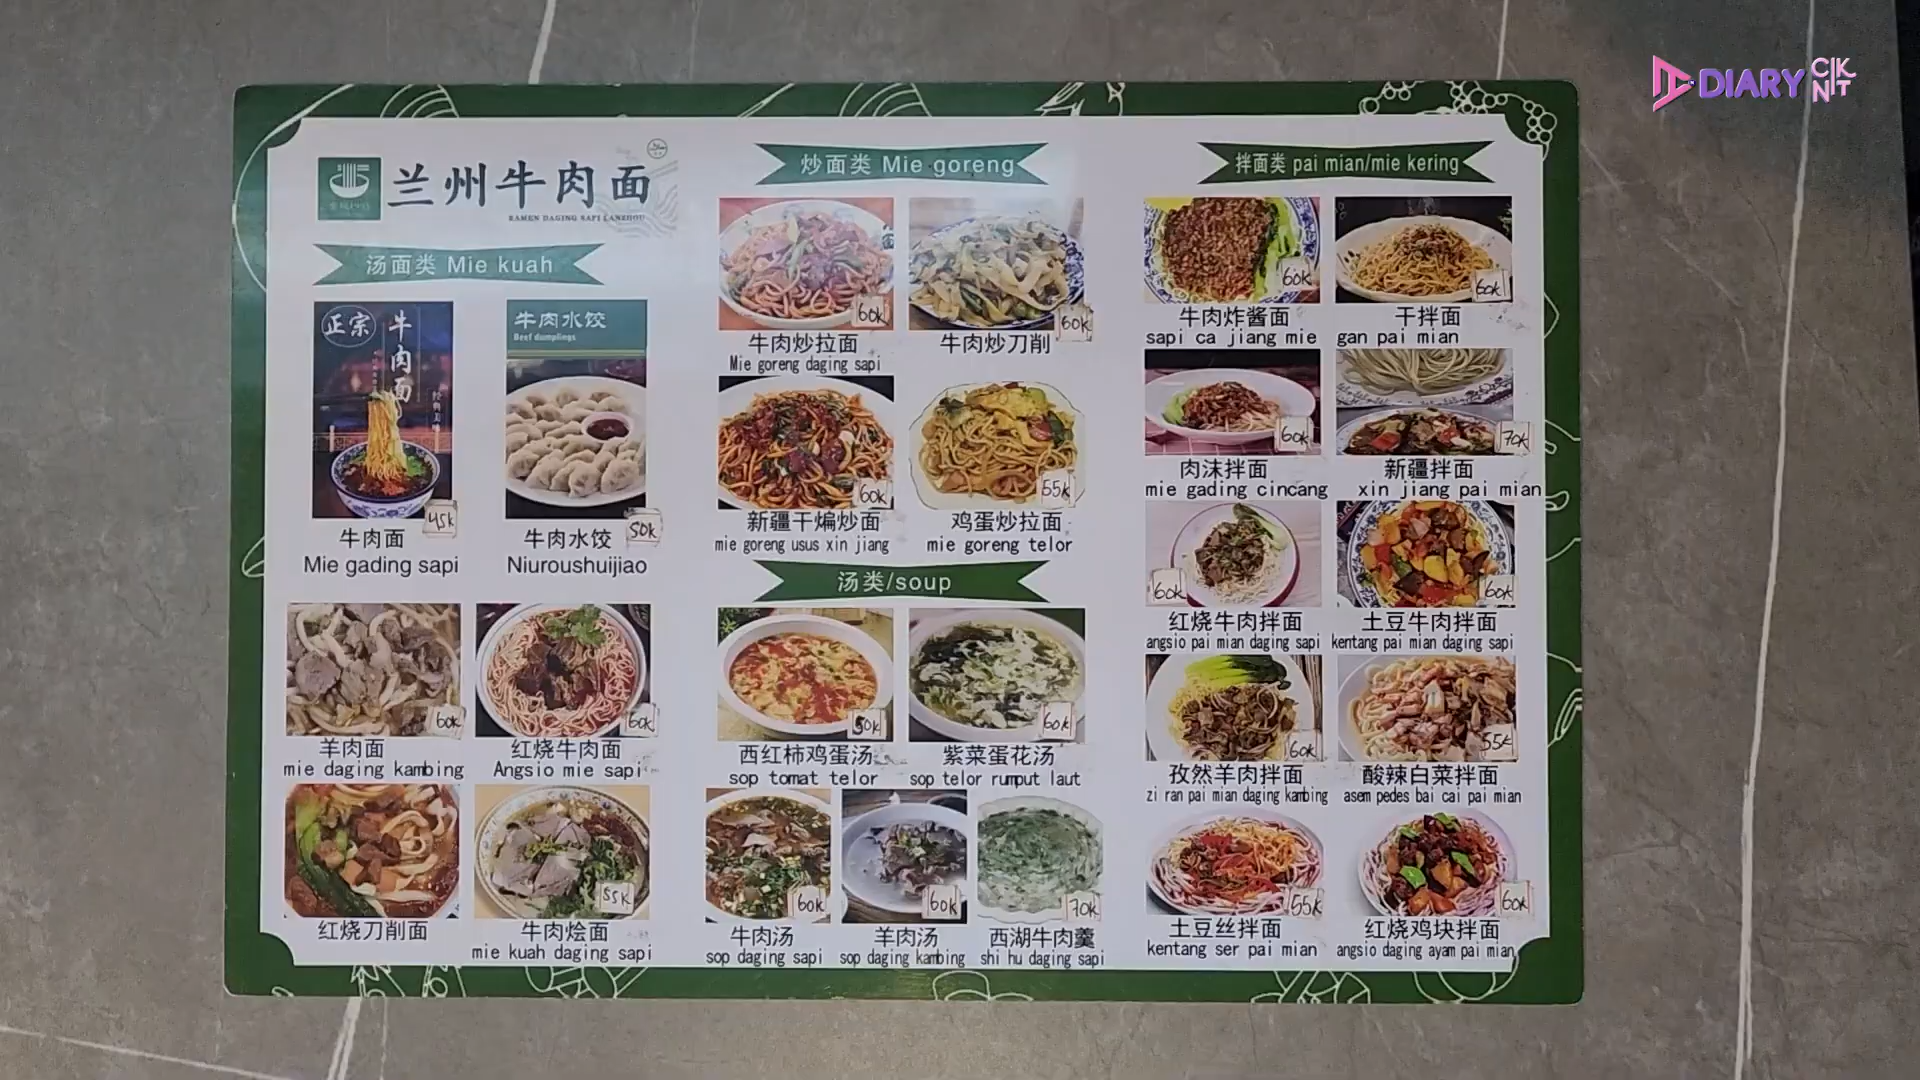 DIARY CIK NIT
兰州牛肉面
RAMEN DAGING SAPI LANZHOU
汤面类 Mie kuah
正宗
牛肉面
45k
牛肉面
Mie gading sapi
牛肉水饺
Beef dumplings
50k
牛肉水饺
Niuroushuijiao
60k
羊肉面
mie daging kambing
60k
红烧牛肉面
Angsio mie sapi
红烧刀削面
55k
牛肉烩面
mie kuah daging sapi
炒面类 Mie goreng
60k
牛肉炒拉面
Mie goreng daging sapi
60k
牛肉炒刀削
60k
新疆干煸炒面
mie goreng usus xin jiang
55k
鸡蛋炒拉面
mie goreng telor
汤类/soup
50k
西红柿鸡蛋汤
sop tomat telor
60k
紫菜蛋花汤
sop telor rumput laut
60k
牛肉汤
sop daging sapi
60k
羊肉汤
sop daging kambing
70k
西湖牛肉羹
shi hu daging sapi
拌面类 pai mian/mie kering
60k
牛肉炸酱面
sapi ca jiang mie
60k
干拌面
gan pai mian
60k
肉沫拌面
mie gading cincang
70k
新疆拌面
xin jiang pai mian
60k
红烧牛肉拌面
angsio pai mian daging sapi
60k
土豆牛肉拌面
kentang pai mian daging sapi
60k
孜然羊肉拌面
zi ran pai mian daging kambing
55k
酸辣白菜拌面
asem pedes bai cai pai mian
55k
土豆丝拌面
kentang ser pai mian
60k
红烧鸡块拌面
angsio daging ayam pai mian